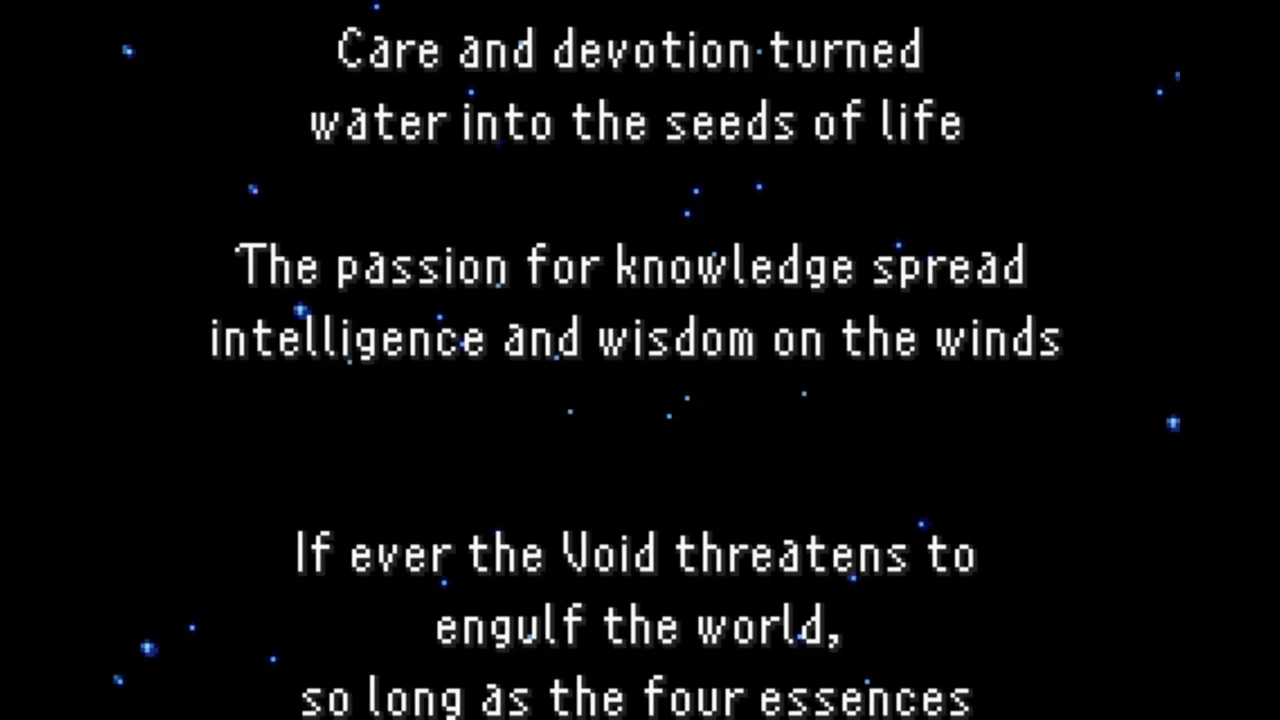 Care and devotion turned
water into the seeds of life
The passion for knowledge spread
intelligence and wisdom on the winds
If ever the Void threatens to
engulf the world,
so long as the four essences